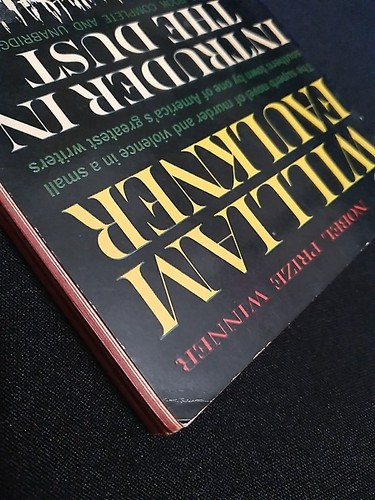 NOBEL PRIZE WINNER
WILLIAM
FAULKNER
The superb novel of murder and violence in a small
Southern town by one of America's greatest writers
INTRUDER IN
THE DUST
COMPLETE AND UNABRIDG